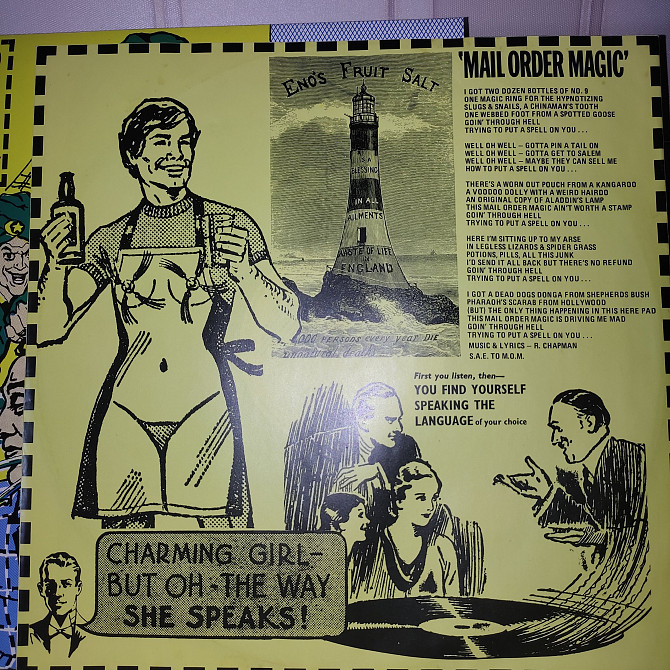 ENO'S FRUIT SALT
IS A
BLESSING
IN ALL
AILMENTS
WASTE OF LIFE
IN
ENGLAND
4,000 PERSONS EVERY YEAR DIE
'MAIL ORDER MAGIC'
I GOT TWO DOZEN BOTTLES OF NO. 9
ONE MAGIC RING FOR THE HYPNOTIZING
SLUGS & SNAILS, A CHINAMAN'S TOOTH
ONE WEBBED FOOT FROM A SPOTTED GOOSE
GOIN' THROUGH HELL
TRYING TO PUT A SPELL ON YOU ...
WELL OH WELL – GOTTA PIN A TAIL ON
WELL OH WELL – GOTTA GET TO SALEM
WELL OH WELL – MAYBE THEY CAN SELL ME
HOW TO PUT A SPELL ON YOU ...
THERE'S A WORN OUT POUCH FROM A KANGAROO
A VOODOO DOLLY WITH A WEIRD HAIRDO
AN ORIGINAL COPY OF ALADDIN'S LAMP
THIS MAIL ORDER MAGIC AIN'T WORTH A STAMP
GOIN' THROUGH HELL
TRYING TO PUT A SPELL ON YOU ...
HERE I'M SITTING UP TO MY ARSE
IN LEGLESS LIZARDS & SPIDER GRASS
POTIONS, PILLS, ALL THIS JUNK
I'D SEND IT ALL BACK BUT THERE'S NO REFUND
GOIN' THROUGH HELL
TRYING TO PUT A SPELL ON YOU ...
I GOT A DEAD DOGS DONGA FROM SHEPHERDS BUSH
PHARAOH'S SCARAB FROM HOLLYWOOD
(BUT) THE ONLY THING HAPPENING IN THIS HERE PAD
THIS MAIL ORDER MAGIC IS DRIVING ME MAD
GOIN' THROUGH HELL
TRYING TO PUT A SPELL ON YOU ...
MUSIC & LYRICS – R. CHAPMAN
S.A.E. TO M.O.M.
First you listen, then—
YOU FIND YOURSELF
SPEAKING THE
LANGUAGE of your choice
CHARMING GIRL–
BUT OH–THE WAY
SHE SPEAKS!